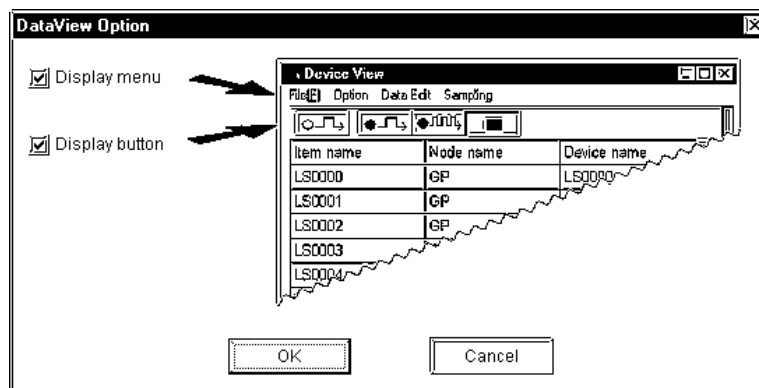 DataView Option
Display menu
Display button
Device View
File(F) Option Data Edit Sampling
Item name Node name Device name
LS0000 GP LS0000
LS0001 GP
LS0002 GP
LS0003
LS0004
OK Cancel